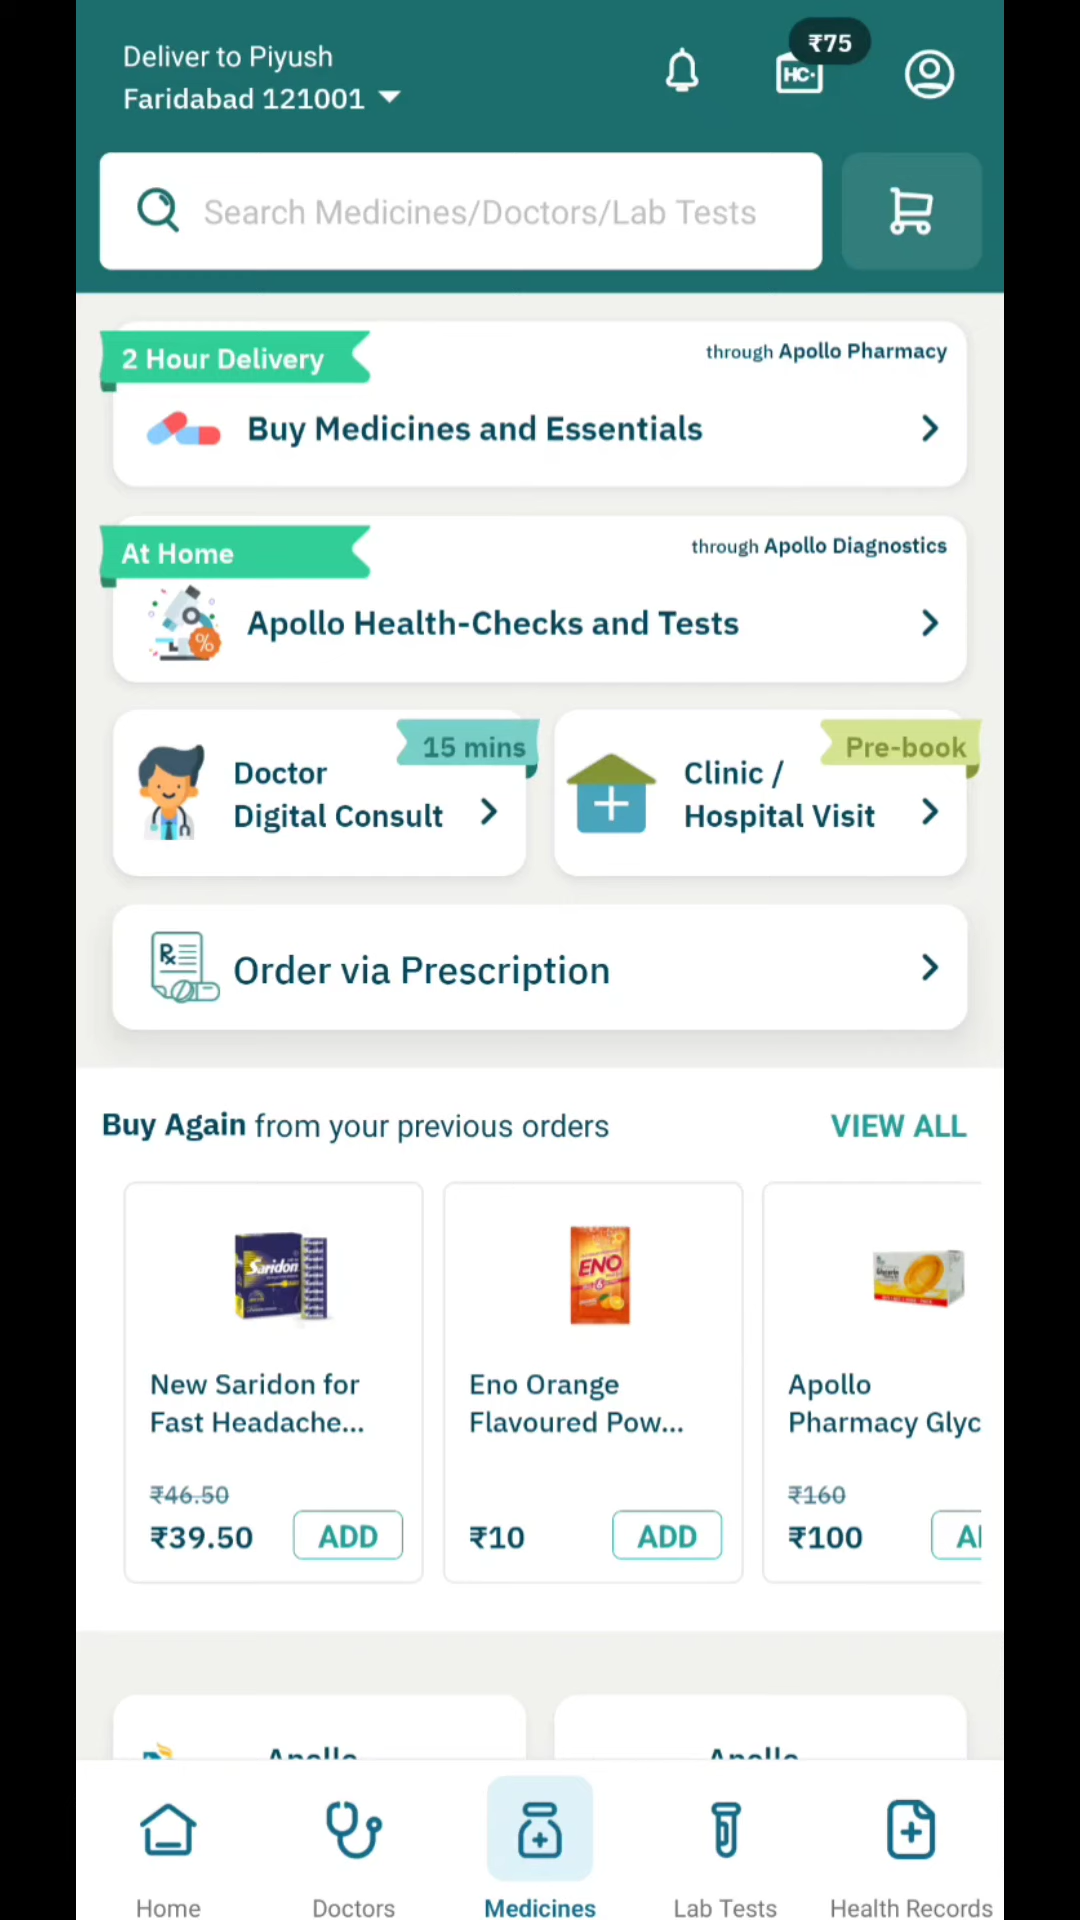 Deliver to Piyush
Faridabad 121001
₹75
HC
Search Medicines/Doctors/Lab Tests
2 Hour Delivery
through Apollo Pharmacy
Buy Medicines and Essentials
At Home
through Apollo Diagnostics
%
Apollo Health-Checks and Tests
15 mins
Doctor
Digital Consult
Pre-book
Clinic /
Hospital Visit
Rx
Order via Prescription
Buy Again from your previous orders
VIEW ALL
Saridon
New Saridon for
Fast Headache...
₹46.50
₹39.50
ADD
ENO
Eno Orange
Flavoured Pow...
₹10
ADD
Apollo
Pharmacy Glyc
₹160
₹100
Apollo
Apollo
Home
Doctors
Medicines
Lab Tests
Health Records